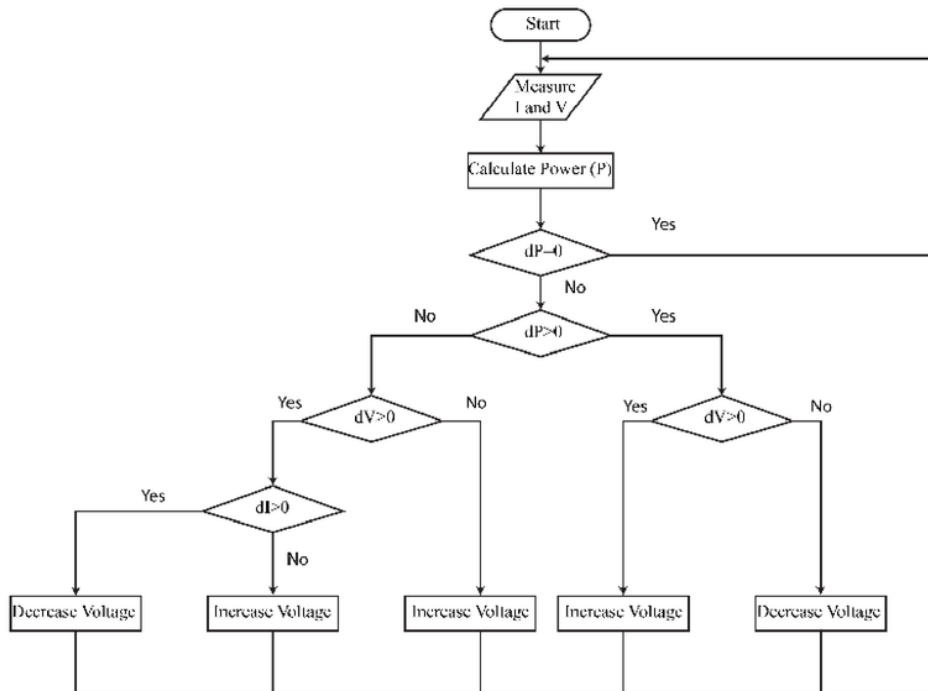 Start
Measure
I and V
Calculate Power (P)
dP=0
Yes
No
dP>0
No
Yes
dV>0
Yes
No
dV>0
Yes
No
dI>0
Yes
No
Decrease Voltage
Increase Voltage
Increase Voltage
Increase Voltage
Decrease Voltage